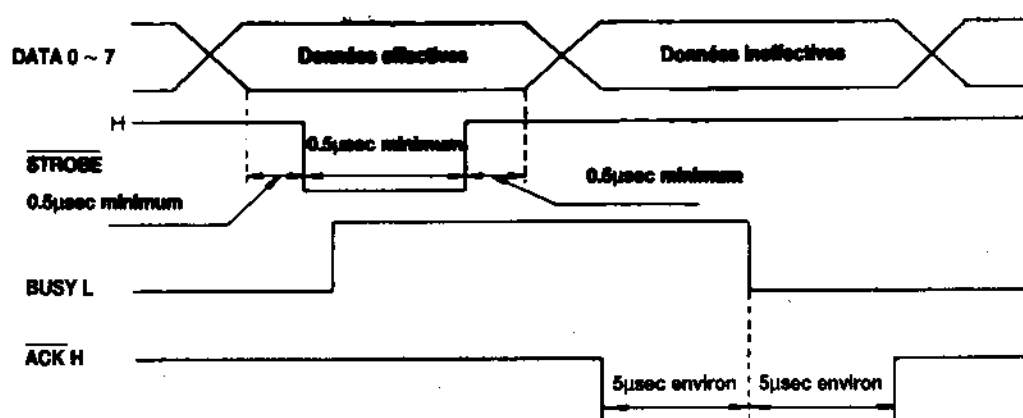 DATA 0 ~ 7
Données effectives
Données ineffectives
H
STROBE
0.5µsec minimum
0.5µsec minimum
0.5µsec minimum
BUSY L
ACK H
5µsec environ
5µsec environ